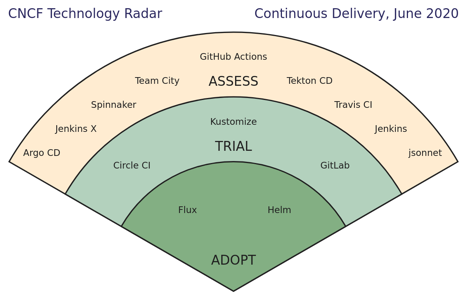 CNCF Technology Radar
Continuous Delivery, June 2020
GitHub Actions
Team City
ASSESS
Tekton CD
Spinnaker
Travis CI
Jenkins X
Jenkins
Argo CD
jsonnet
Kustomize
TRIAL
Circle CI
GitLab
Flux
Helm
ADOPT